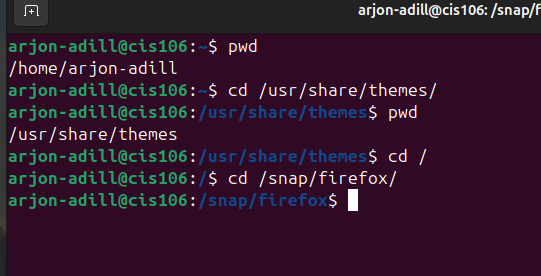 arjon-adill@cis106: /snap/f
arjon-adill@cis106:~$ pwd
/home/arjon-adill
arjon-adill@cis106:~$ cd /usr/share/themes/
arjon-adill@cis106:/usr/share/themes$ pwd
/usr/share/themes
arjon-adill@cis106:/usr/share/themes$ cd /
arjon-adill@cis106:/$ cd /snap/firefox/
arjon-adill@cis106:/snap/firefox$